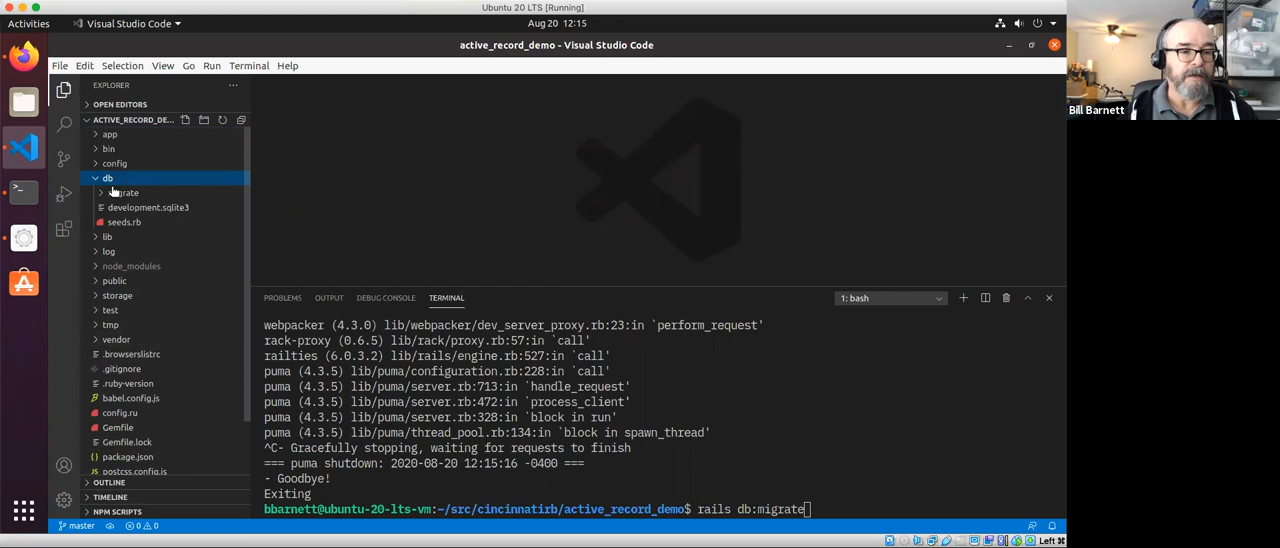 Ubuntu 20 LTS [Running]
Activities
Visual Studio Code
Aug 20 12:15
active_record_demo - Visual Studio Code
File Edit Selection View Go Run Terminal Help
EXPLORER
OPEN EDITORS
ACTIVE_RECORD_DE...
app
bin
config
db
development.sqlite3
seeds.rb
lib
log
node_modules
public
storage
test
tmp
vendor
.browserslistrc
.gitignore
.ruby-version
babel.config.js
config.ru
Gemfile
Gemfile.lock
package.json
postcss.config.js
OUTLINE
TIMELINE
NPM SCRIPTS
PROBLEMS OUTPUT DEBUG CONSOLE TERMINAL
1: bash
webpacker (4.3.0) lib/webpacker/dev_server_proxy.rb:23:in `perform_request'
rack-proxy (0.6.5) lib/rack/proxy.rb:57:in `call'
railties (6.0.3.2) lib/rails/engine.rb:527:in `call'
puma (4.3.5) lib/puma/configuration.rb:228:in `call'
puma (4.3.5) lib/puma/server.rb:713:in `handle_request'
puma (4.3.5) lib/puma/server.rb:472:in `process_client'
puma (4.3.5) lib/puma/server.rb:328:in `block in run'
puma (4.3.5) lib/puma/thread_pool.rb:134:in `block in spawn_thread'
^C- Gracefully stopping, waiting for requests to finish
=== puma shutdown: 2020-08-20 12:15:16 -0400 ===
- Goodbye!
Exiting
bbarnett@ubuntu-20-lts-vm:~/src/cincinnatirb/active_record_demo$ rails db:migrate
master
0 0
Left ⌘
Bill Barnett